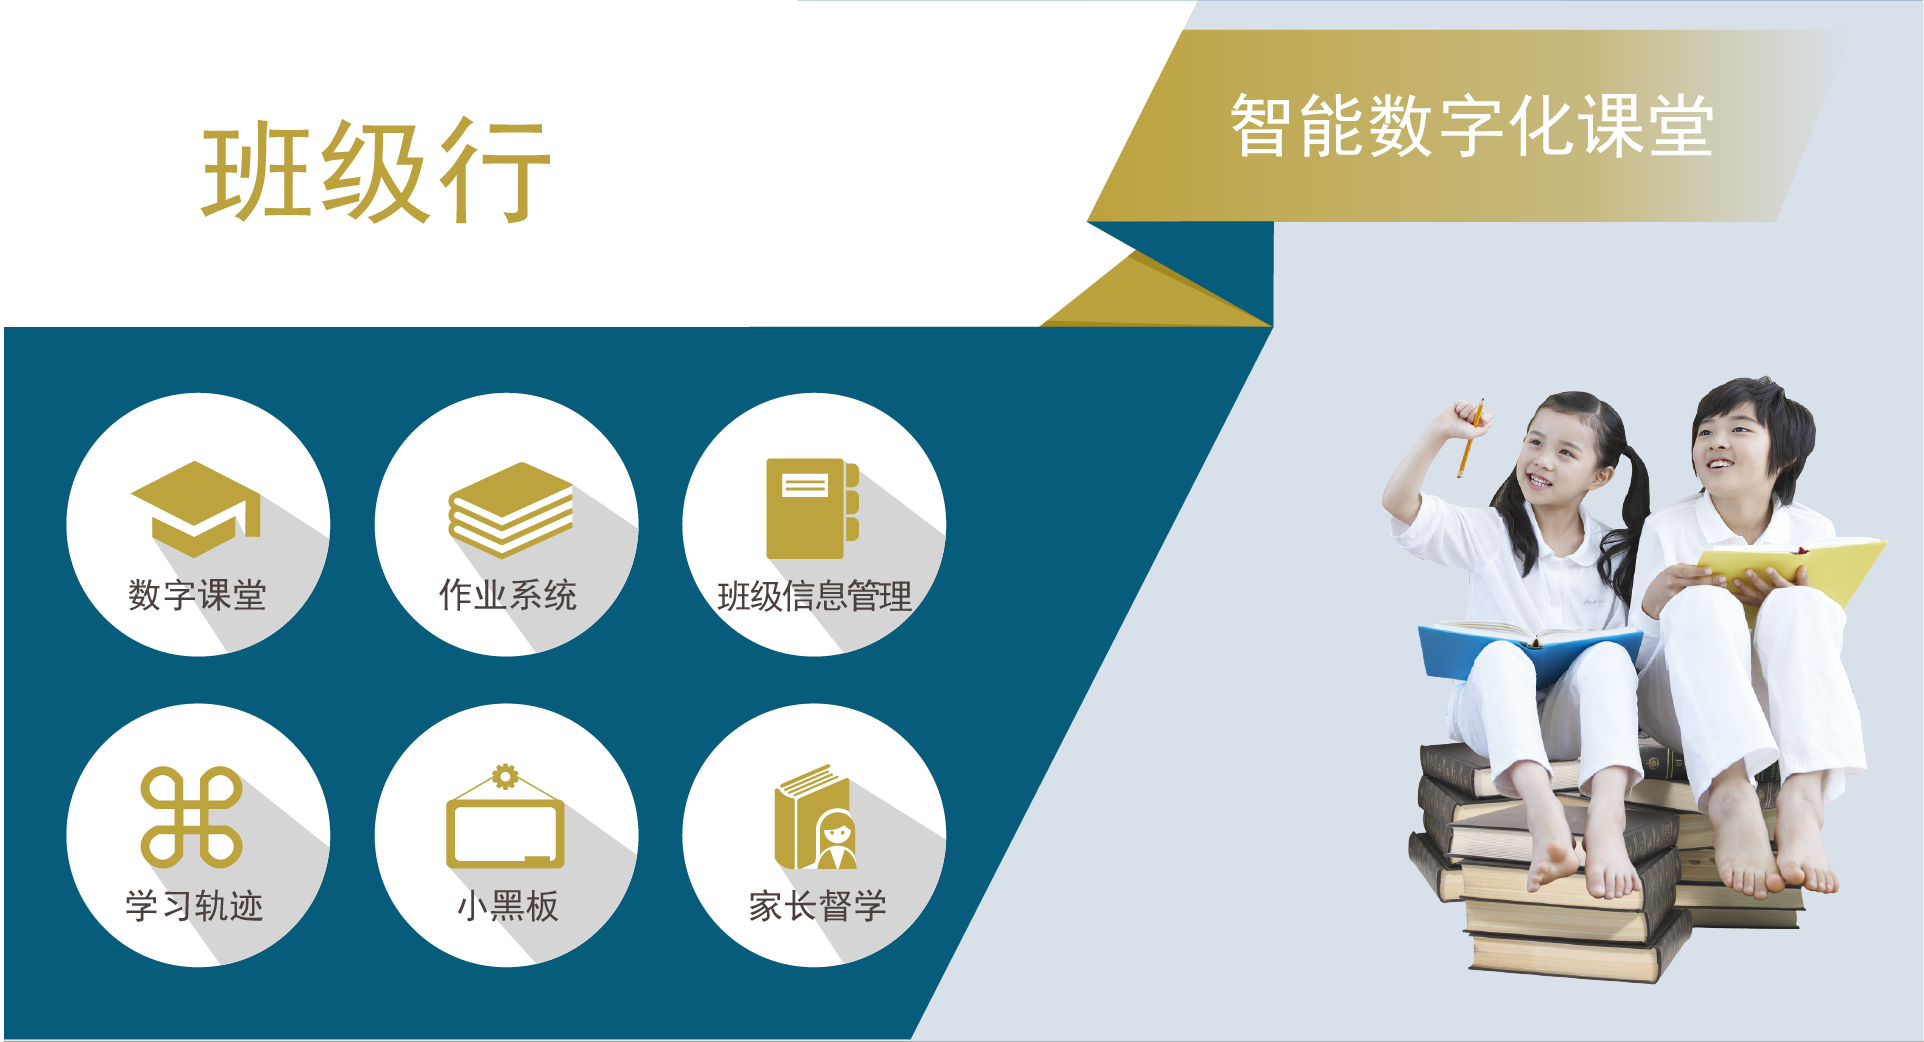 班级行
智能数字化课堂
数字课堂
作业系统
班级信息管理
学习轨迹
小黑板
家长督学